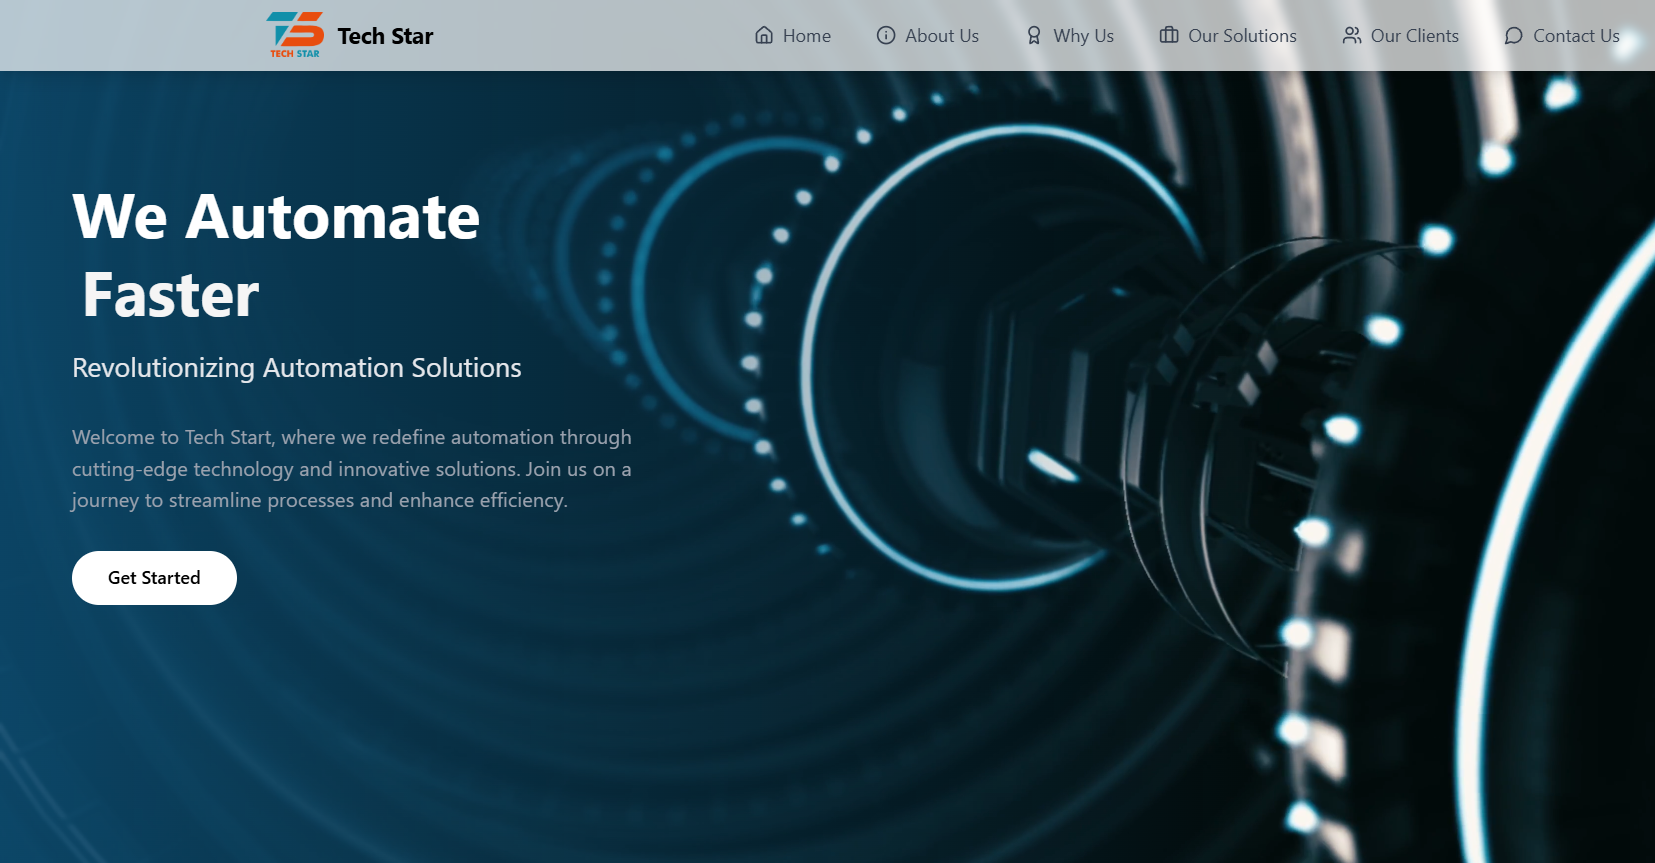 TECH STAR
Tech Star
Home
About Us
Why Us
Our Solutions
Our Clients
Contact Us
We Automate
Faster
Revolutionizing Automation Solutions
Welcome to Tech Start, where we redefine automation through
cutting-edge technology and innovative solutions. Join us on a
journey to streamline processes and enhance efficiency.
Get Started